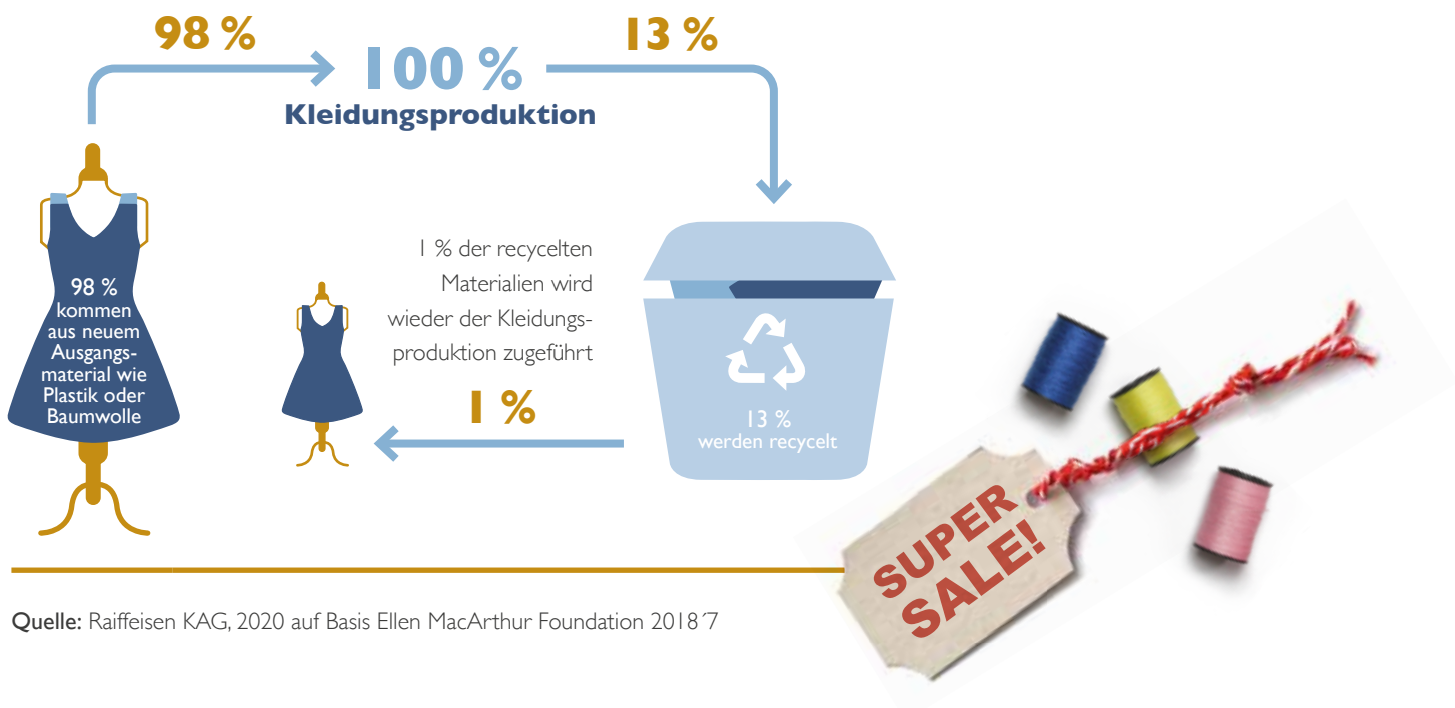 98 %
100 %
13 %
Kleidungsproduktion
98 %
kommen
aus neuem
Ausgangs-
material wie
Plastik oder
Baumwolle
1 % der recycelten
Materialien wird
wieder der Kleidungs-
produktion zugeführt
1 %
13 %
werden recycelt
SUPER
SALE!
Quelle: Raiffeisen KAG, 2020 auf Basis Ellen MacArthur Foundation 2018´7